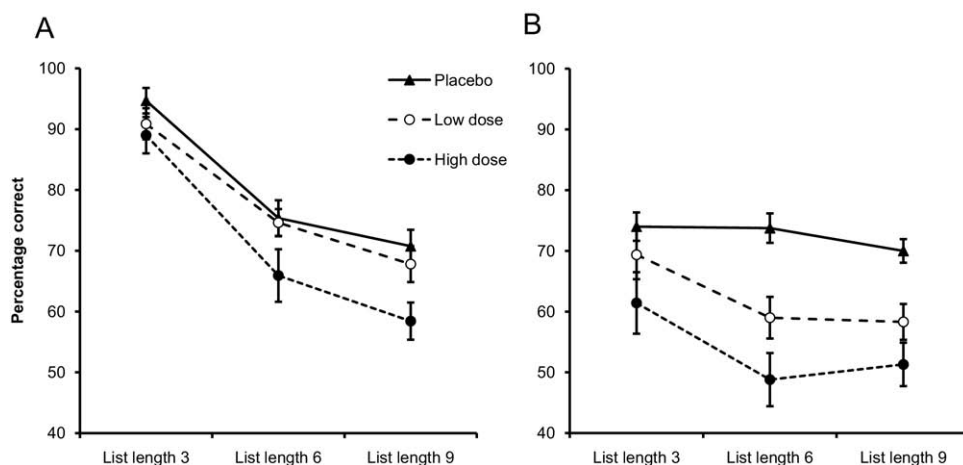 A
B
100
90
80
70
60
50
40
Percentage correct
List length 3
List length 6
List length 9
Placebo
Low dose
High dose
100
90
80
70
60
50
40
List length 3
List length 6
List length 9